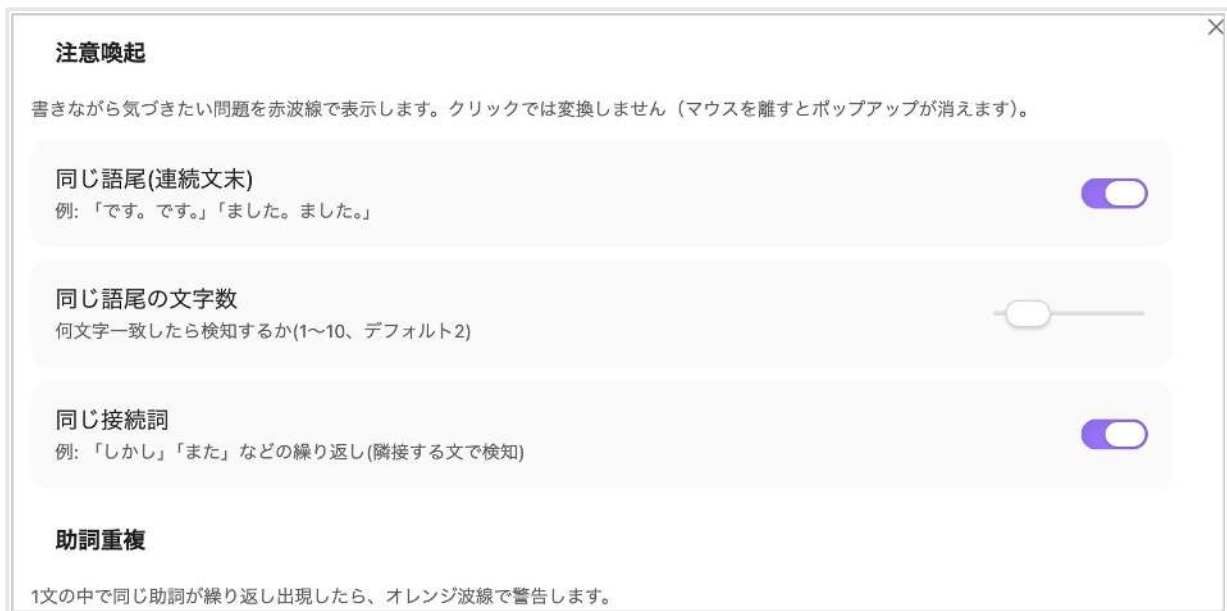 注意喚起
書きながら気づきたい問題を赤波線で表示します。クリックでは変換しません（マウスを離すとポップアップが消えます）。
同じ語尾(連続文末)
例: 「です。です。」「ました。ました。」
同じ語尾の文字数
何文字一致したら検知するか(1〜10、デフォルト2)
同じ接続詞
例: 「しかし」「また」などの繰り返し(隣接する文で検知)
助詞重複
1文の中で同じ助詞が繰り返し出現したら、オレンジ波線で警告します。